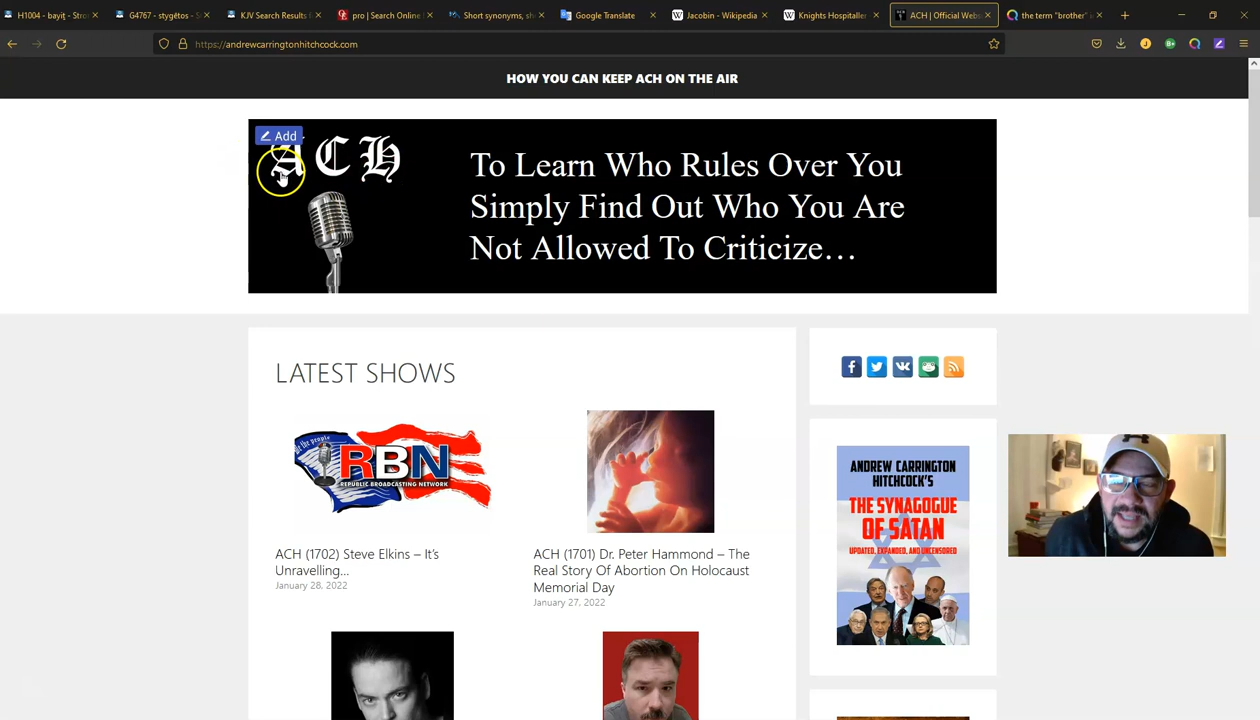 H1004 - bayit - Stron
G4767 - stygētos - St
KJV Search Results f
pro | Search Online
Short synonyms, sh
Google Translate
Jacobin - Wikipedia
Knights Hospitaller
ACH | Official Webs
the term "brother"
https://andrewcarringtonhitchcock.com
HOW YOU CAN KEEP ACH ON THE AIR
Add
ACH
To Learn Who Rules Over You
Simply Find Out Who You Are
Not Allowed To Criticize…
LATEST SHOWS
we the people
RBN
REPUBLIC BROADCASTING NETWORK
ACH (1702) Steve Elkins – It's
Unravelling…
January 28, 2022
ACH (1701) Dr. Peter Hammond – The
Real Story Of Abortion On Holocaust
Memorial Day
January 27, 2022
ANDREW CARRINGTON
HITCHCOCK'S
THE SYNAGOGUE
OF SATAN
UPDATED, EXPANDED, AND UNCENSORED